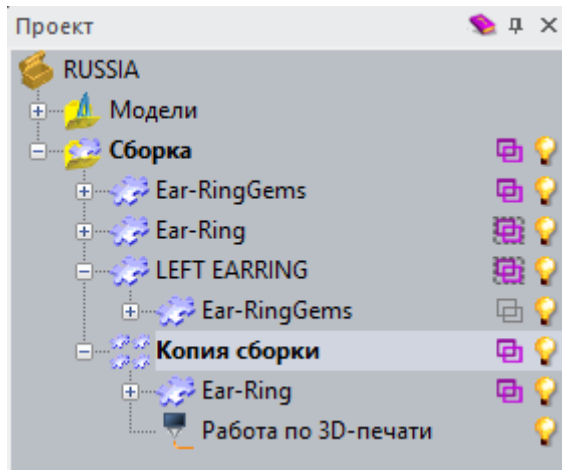 Проект
RUSSIA
Модели
Сборка
Ear-RingGems
Ear-Ring
LEFT EARRING
Ear-RingGems
Копия сборки
Ear-Ring
Работа по 3D-печати